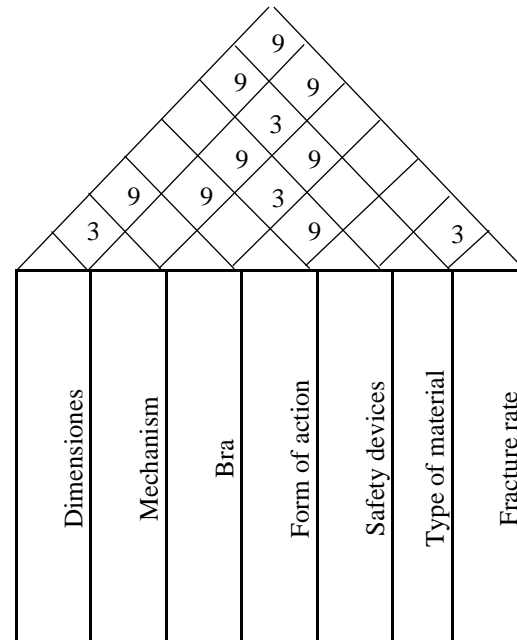 9
9 9
3
9 9
9 9 3
3 9 3
Dimensiones
Mechanism
Bra
Form of action
Safety devices
Type of material
Fracture rate